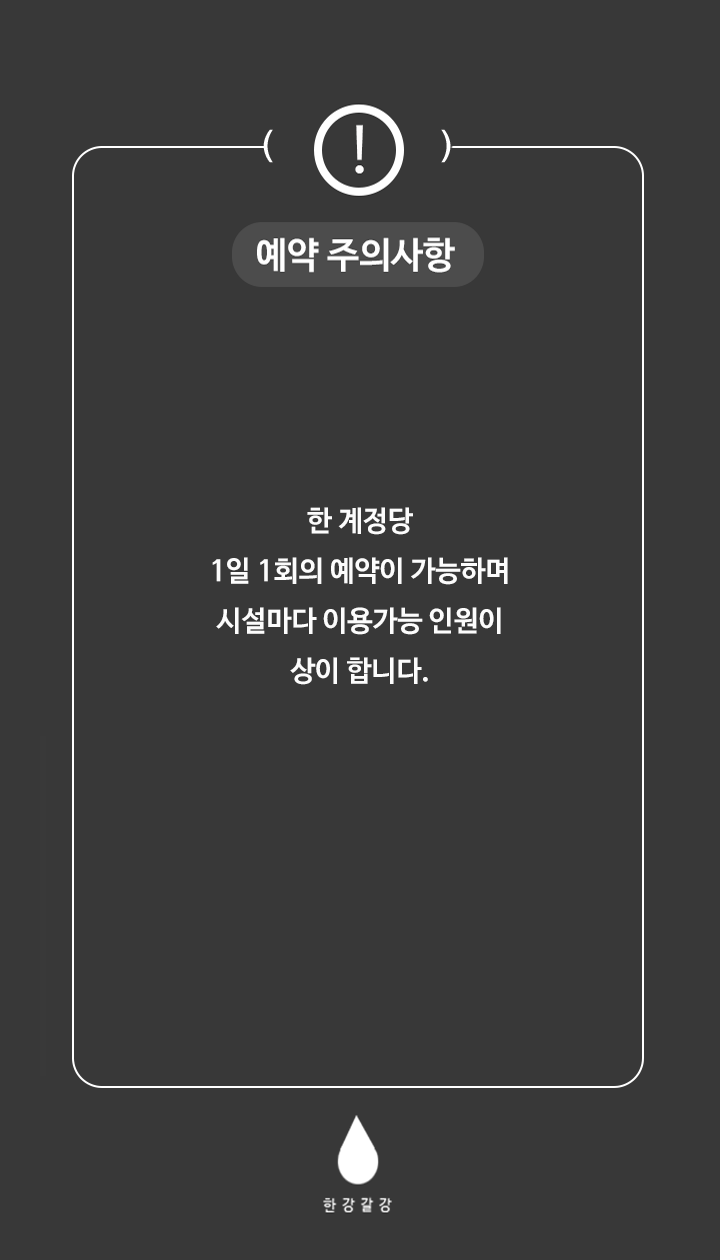 예약 주의사항
한 계정당
1일 1회의 예약이 가능하며
시설마다 이용가능 인원이
상이 합니다.
한강갈강